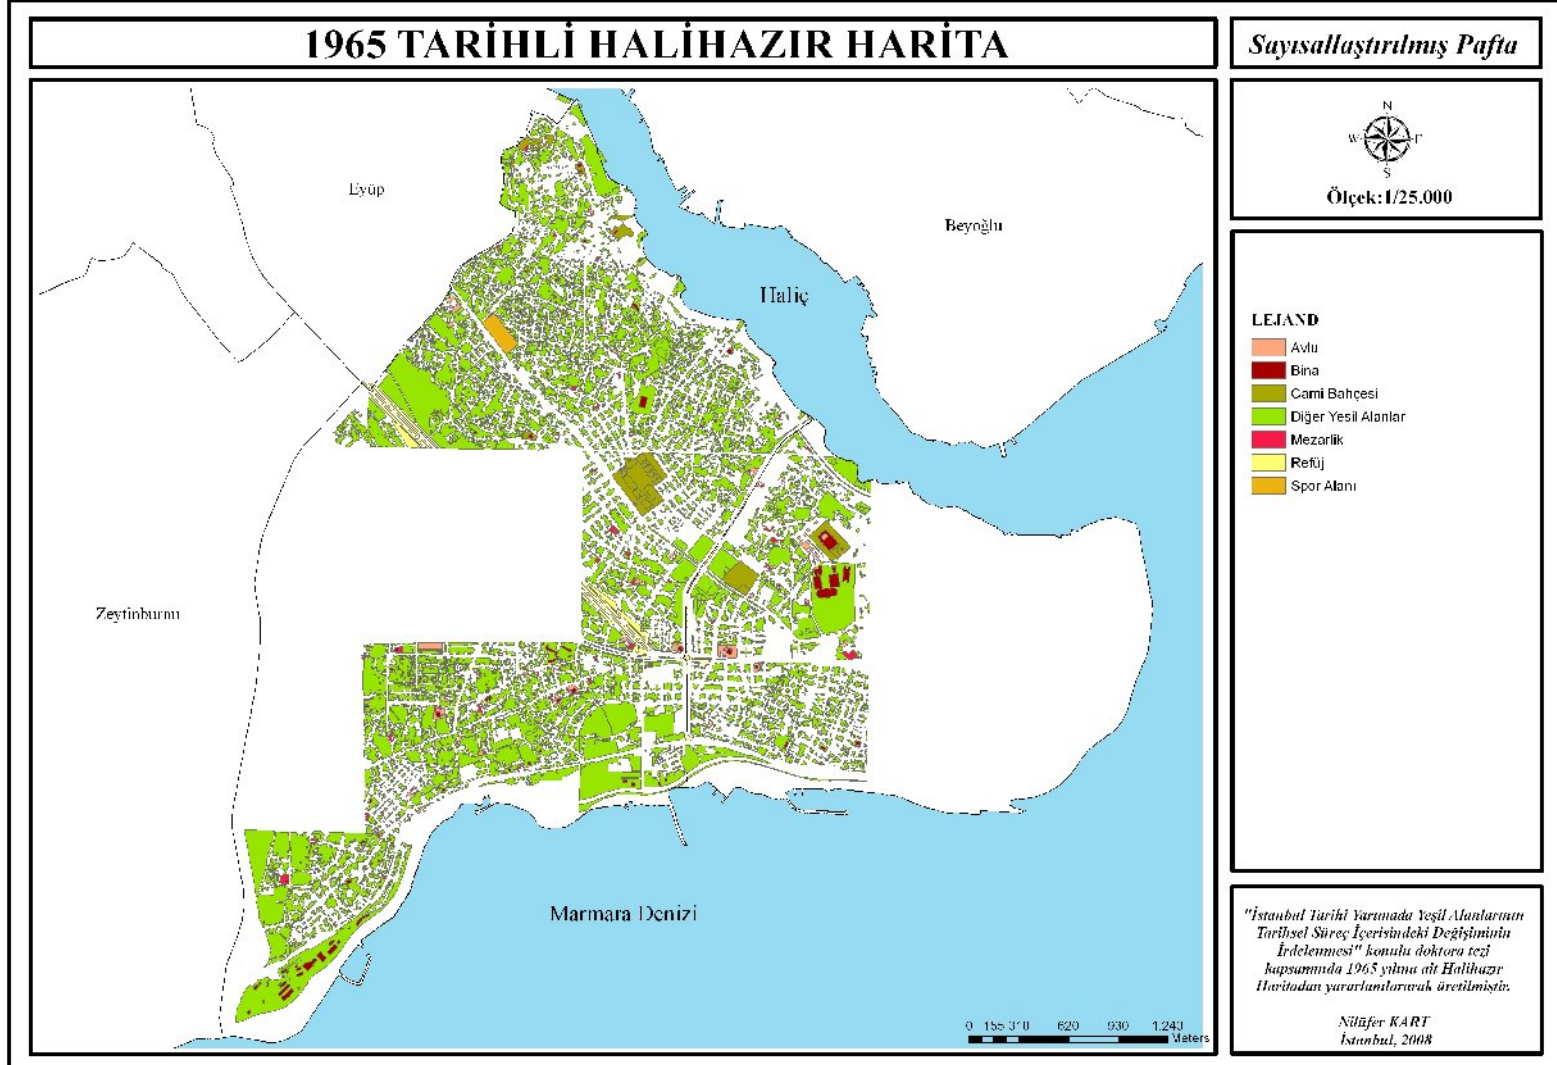 1965 TARİHLİ HALİHAZIR HARİTA
Sayısallaştırılmış Pafta
N
W
S
Ölçek:1/25.000
Eyüp
Beyoğlu
Haliç
Zeytinburnu
Marmara Denizi
LEJAND
Avlu
Bina
Cami Bahçesi
Diğer Yesil Alanlar
Mezarlik
Refüj
Spor Alanı
0 155 310 620 930 1.240
Meters
"İstanbul Tarihi Yarımada Yeşil Alanlarının
Tarihsel Süreç İçerisindeki Değişiminin
İrdelenmesi" konulu doktora tezi
kapsamında 1965 yılına ait Halihazır
Haritadan yararlanılarak üretilmiştir.
Nilüfer KART
İstanbul, 2008